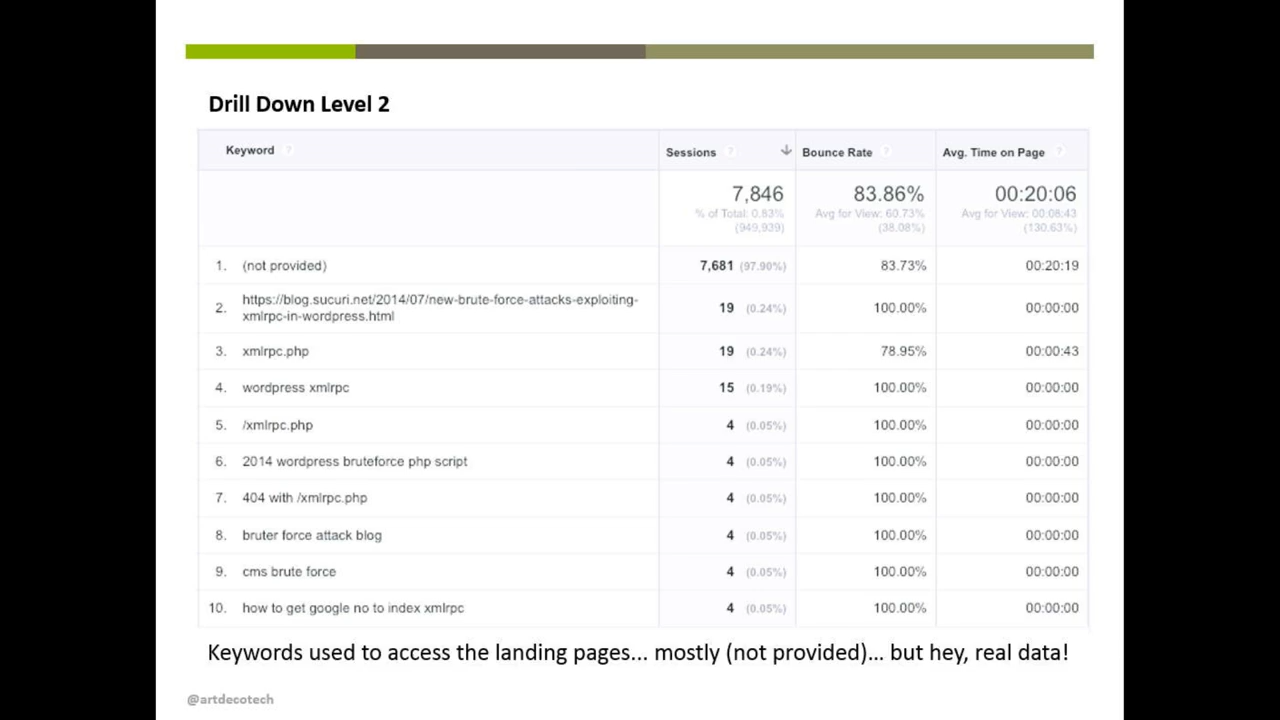 Drill Down Level 2
Keyword Sessions Bounce Rate Avg. Time on Page
7,846 83.86% 00:20:06
% of Total: 0.83% Avg for View: 60.73% Avg for View: 00:08:43
(949,939) (38.08%) (130.63%)
1. (not provided) 7,681 (97.90%) 83.73% 00:20:19
https://blog.sucuri.net/2014/07/new-brute-force-attacks-exploiting-
2. xmlrpc-in-wordpress.html 19 (0.24%) 100.00% 00:00:00
3. xmlrpc.php 19 (0.24%) 78.95% 00:00:43
4. wordpress xmlrpc 15 (0.19%) 100.00% 00:00:00
5. /xmlrpc.php 4 (0.05%) 100.00% 00:00:00
6. 2014 wordpress bruteforce php script 4 (0.05%) 100.00% 00:00:00
7. 404 with /xmlrpc.php 4 (0.05%) 100.00% 00:00:00
8. bruter force attack blog 4 (0.05%) 100.00% 00:00:00
9. cms brute force 4 (0.05%) 100.00% 00:00:00
10. how to get google no to index xmlrpc 4 (0.05%) 100.00% 00:00:00
Keywords used to access the landing pages... mostly (not provided)... but hey, real data!
@artdecotech